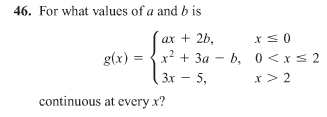 46. For what values of a and b is
ax + 2b, x ≤ 0
g(x) = { x² + 3a − b, 0 < x ≤ 2
3x − 5, x > 2
continuous at every x?